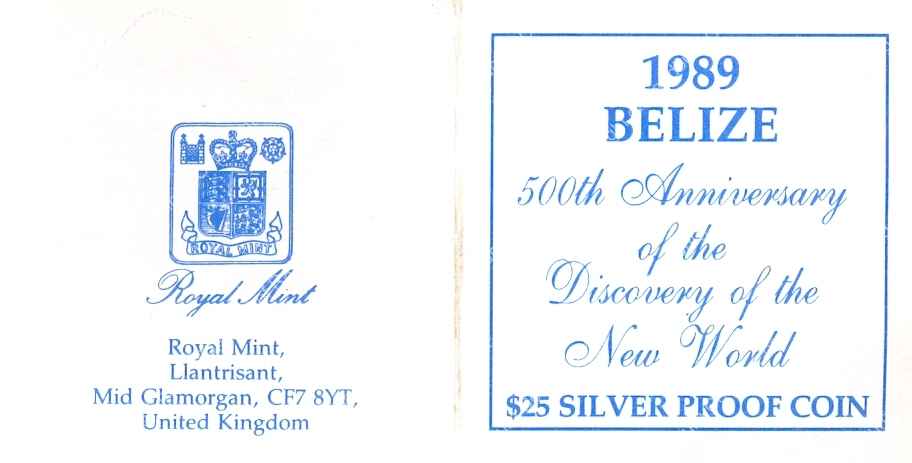 ROYAL MINT
Royal Mint
Royal Mint,
Llantrisant,
Mid Glamorgan, CF7 8YT,
United Kingdom
1989
BELIZE
500th Anniversary
of the
Discovery of the
New World
$25 SILVER PROOF COIN